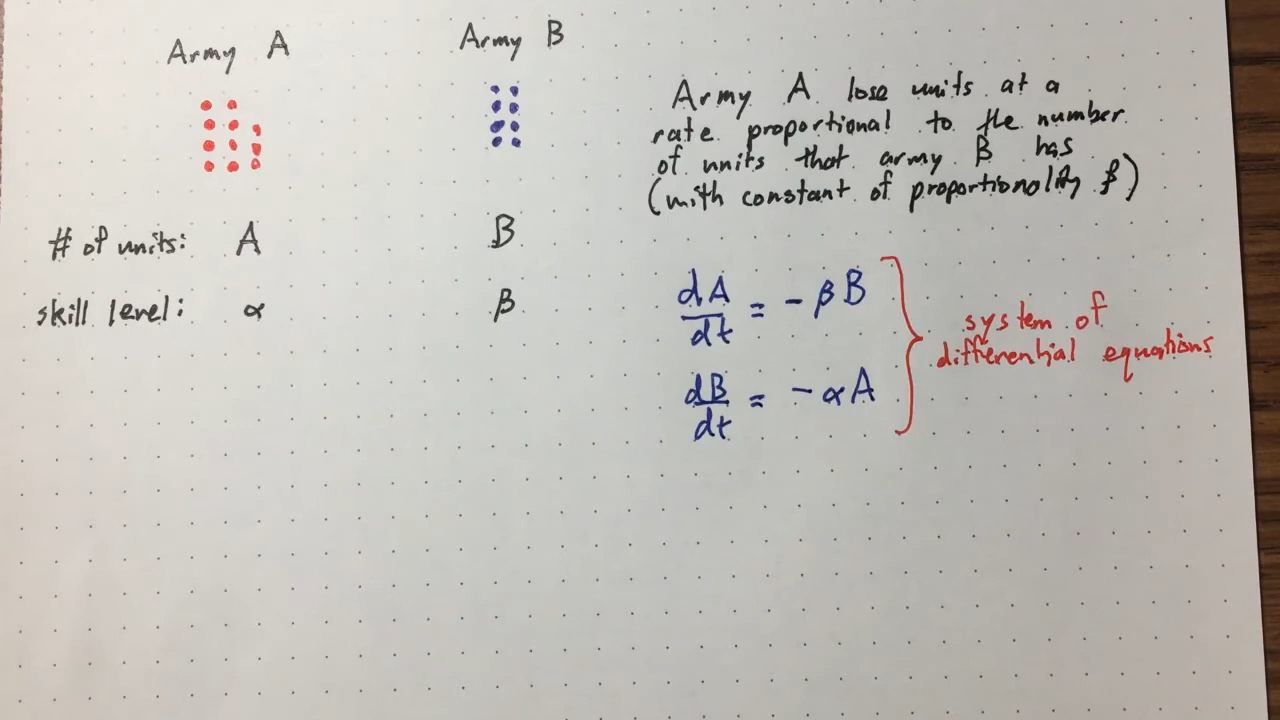 Army A
Army B
# of units: A B
skill level: α β
Army A lose units at a
rate proportional to the number
of units that army B has
(with constant of proportionality β)
dA/dt = - βB
dB/dt = - αA
system of
differential equations